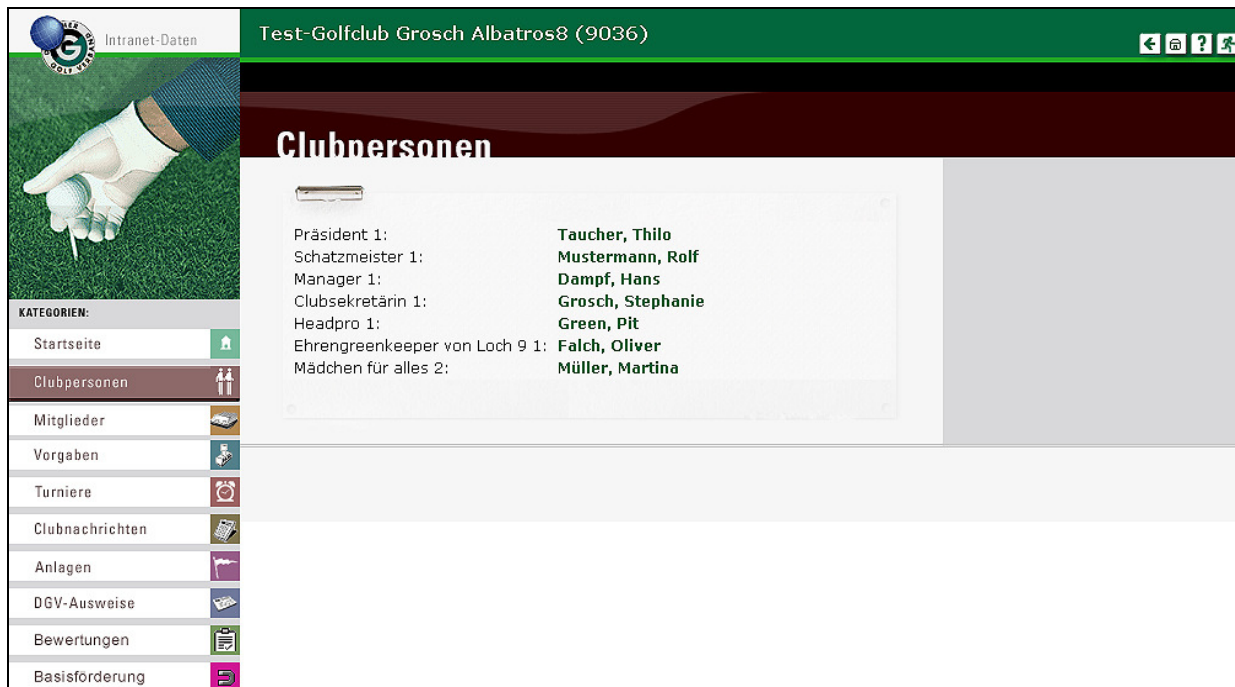 Intranet-Daten
Test-Golfclub Grosch Albatros8 (9036)
Clubpersonen
Präsident 1: Taucher, Thilo
Schatzmeister 1: Mustermann, Rolf
Manager 1: Dampf, Hans
Clubsekretärin 1: Grosch, Stephanie
Headpro 1: Green, Pit
Ehrengreenkeeper von Loch 9 1: Falch, Oliver
Mädchen für alles 2: Müller, Martina
KATEGORIEN:
Startseite
Clubpersonen
Mitglieder
Vorgaben
Turniere
Clubnachrichten
Anlagen
DGV-Ausweise
Bewertungen
Basisförderung